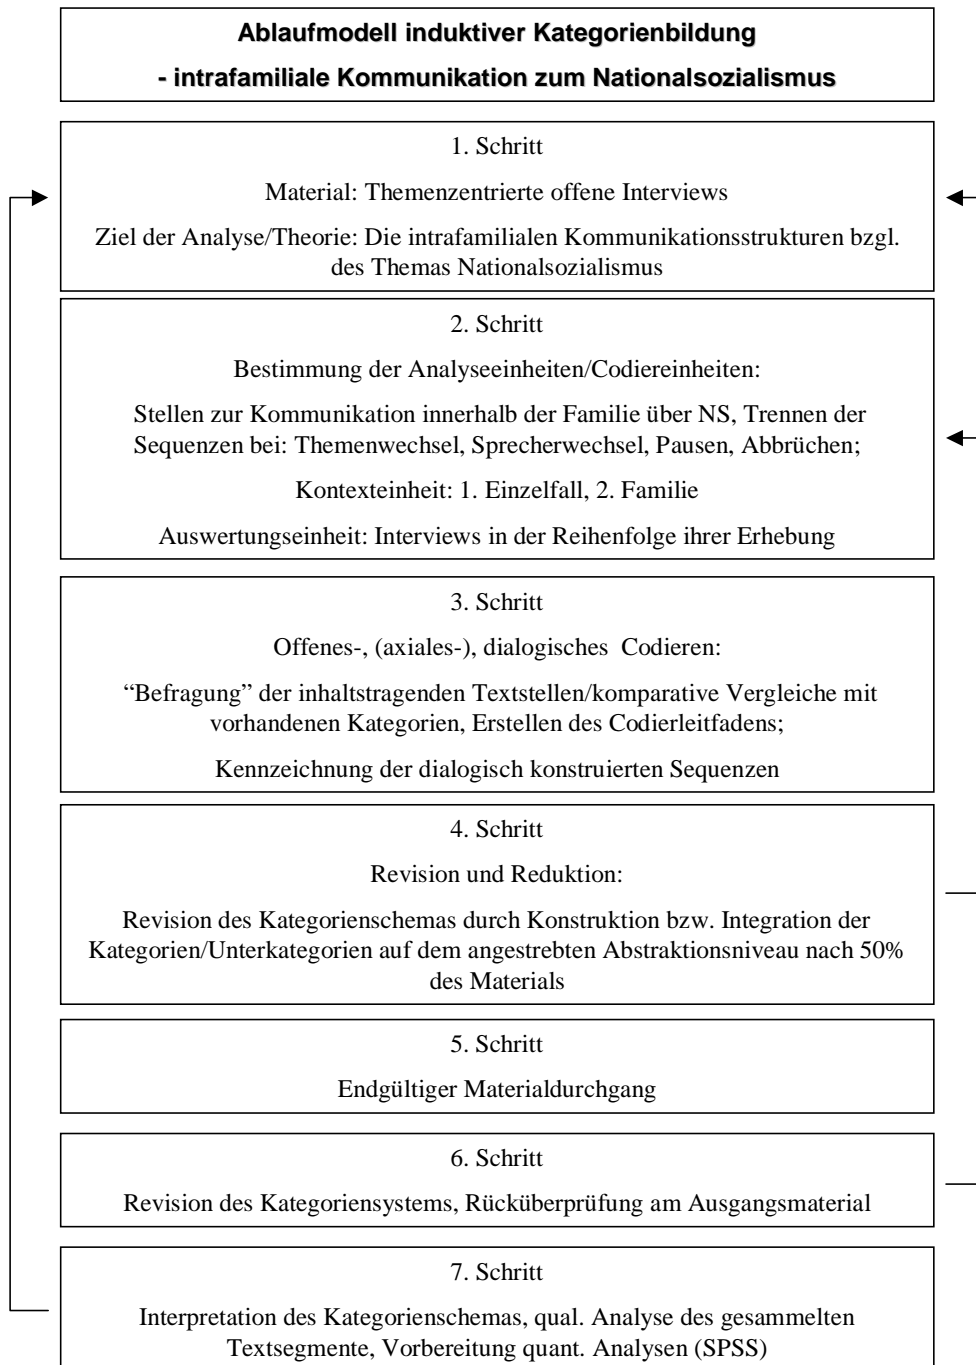 Ablaufmodell induktiver Kategorienbildung
- intrafamiliale Kommunikation zum Nationalsozialismus
1. Schritt
Material: Themenzentrierte offene Interviews
Ziel der Analyse/Theorie: Die intrafamilialen Kommunikationsstrukturen bzgl.
des Themas Nationalsozialismus
2. Schritt
Bestimmung der Analyseeinheiten/Codiereinheiten:
Stellen zur Kommunikation innerhalb der Familie über NS, Trennen der
Sequenzen bei: Themenwechsel, Sprecherwechsel, Pausen, Abbrüchen;
Kontexteinheit: 1. Einzelfall, 2. Familie
Auswertungseinheit: Interviews in der Reihenfolge ihrer Erhebung
3. Schritt
Offenes-, (axiales-), dialogisches Codieren:
“Befragung” der inhaltstragenden Textstellen/komparative Vergleiche mit
vorhandenen Kategorien, Erstellen des Codierleitfadens;
Kennzeichnung der dialogisch konstruierten Sequenzen
4. Schritt
Revision und Reduktion:
Revision des Kategorienschemas durch Konstruktion bzw. Integration der
Kategorien/Unterkategorien auf dem angestrebten Abstraktionsniveau nach 50%
des Materials
5. Schritt
Endgültiger Materialdurchgang
6. Schritt
Revision des Kategoriensystems, Rücküberprüfung am Ausgangsmaterial
7. Schritt
Interpretation des Kategorienschemas, qual. Analyse des gesammelten
Textsegmente, Vorbereitung quant. Analysen (SPSS)